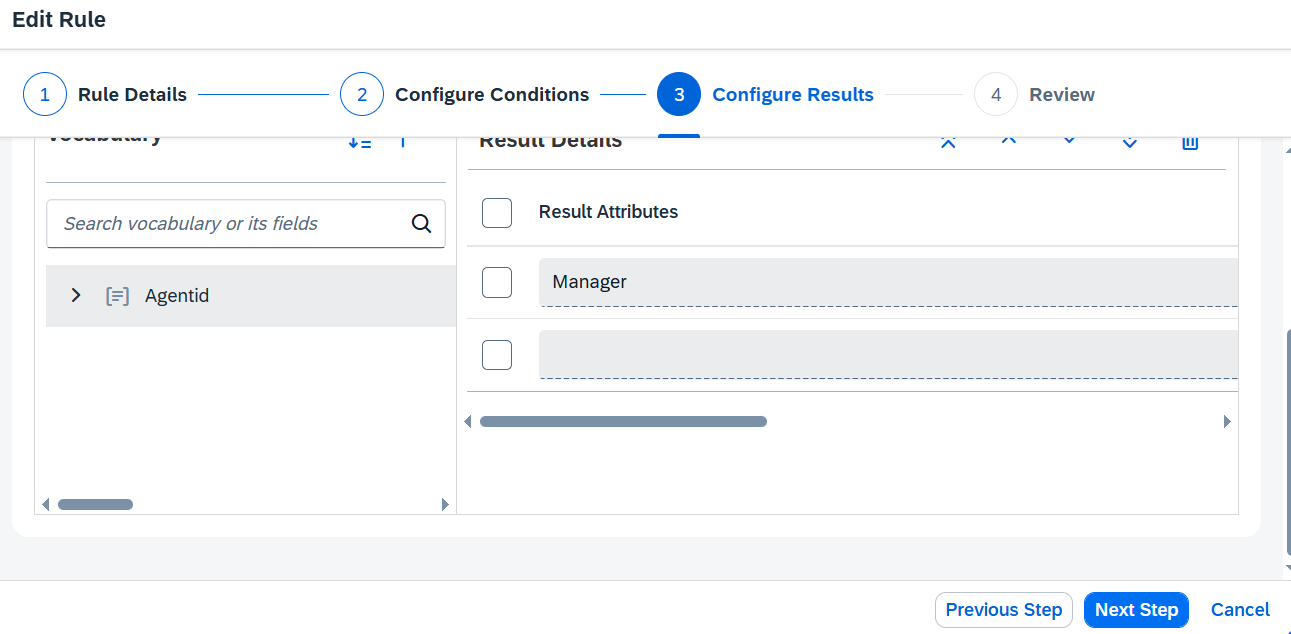 Edit Rule
1 Rule Details 2 Configure Conditions 3 Configure Results 4 Review
Vocabulary
Result Details
Search vocabulary or its fields
Result Attributes
Agentid
Manager
Previous Step Next Step Cancel